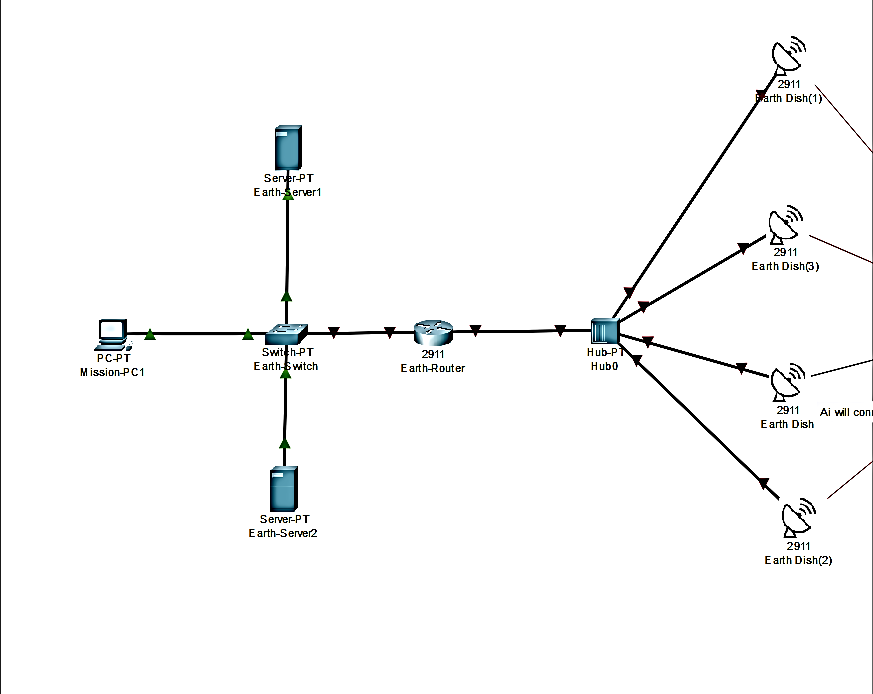 2911
Earth Dish(1)
Server-PT
Earth-Server1
2911
Earth Dish(3)
PC-PT
Mission-PC1
Switch-PT
Earth-Switch
2911
Earth-Router
Hub-PT
Hub0
2911
Earth Dish
Ai will con
Server-PT
Earth-Server2
2911
Earth Dish(2)